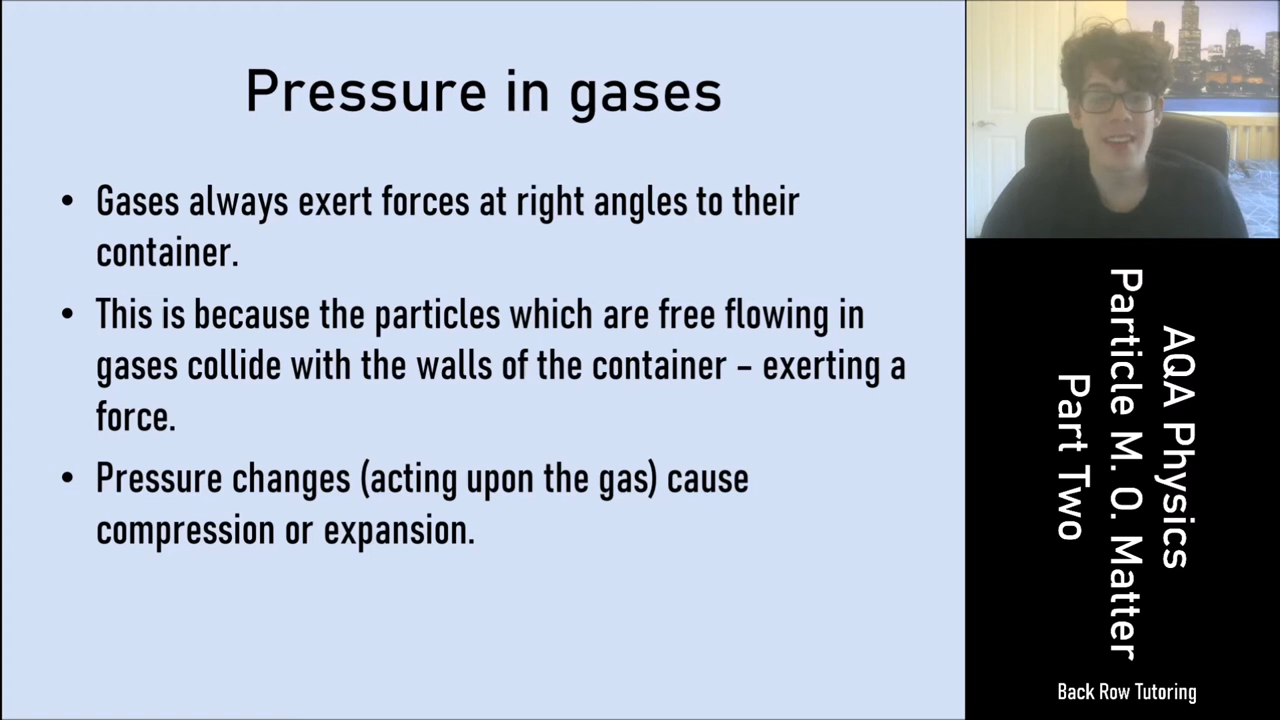 Pressure in gases
• Gases always exert forces at right angles to their
container.
• This is because the particles which are free flowing in
gases collide with the walls of the container – exerting a
force.
• Pressure changes (acting upon the gas) cause
compression or expansion.
AQA Physics
Particle M. O. Matter
Part Two
Back Row Tutoring